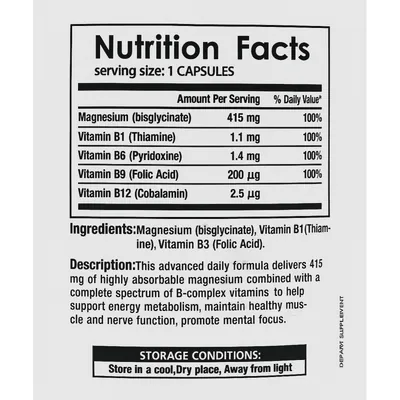 Nutrition Facts
serving size: 1 CAPSULES
Amount Per Serving % Daily Value*
Magnesium (bisglycinate) 415 mg 100%
Vitamin B1 (Thiamine) 1.1 mg 100%
Vitamin B6 (Pyridoxine) 1.4 mg 100%
Vitamin B9 (Folic Acid) 200 µg 100%
Vitamin B12 (Cobalamin) 2.5 µg
Ingredients:Magnesium (bisglycinate), Vitamin B1(Thiam-
ine), Vitamin B3 (Folic Acid).
Description:This advanced daily formula delivers 415
mg of highly absorbable magnesium combined with a
complete spectrum of B-complex vitamins to help
support energy metabolism, maintain healthy mus-
cle and nerve function, promote mental focus.
STORAGE CONDITIONS:
Store in a cool,Dry place, Away from light
DEPARM SUPPLEMENT